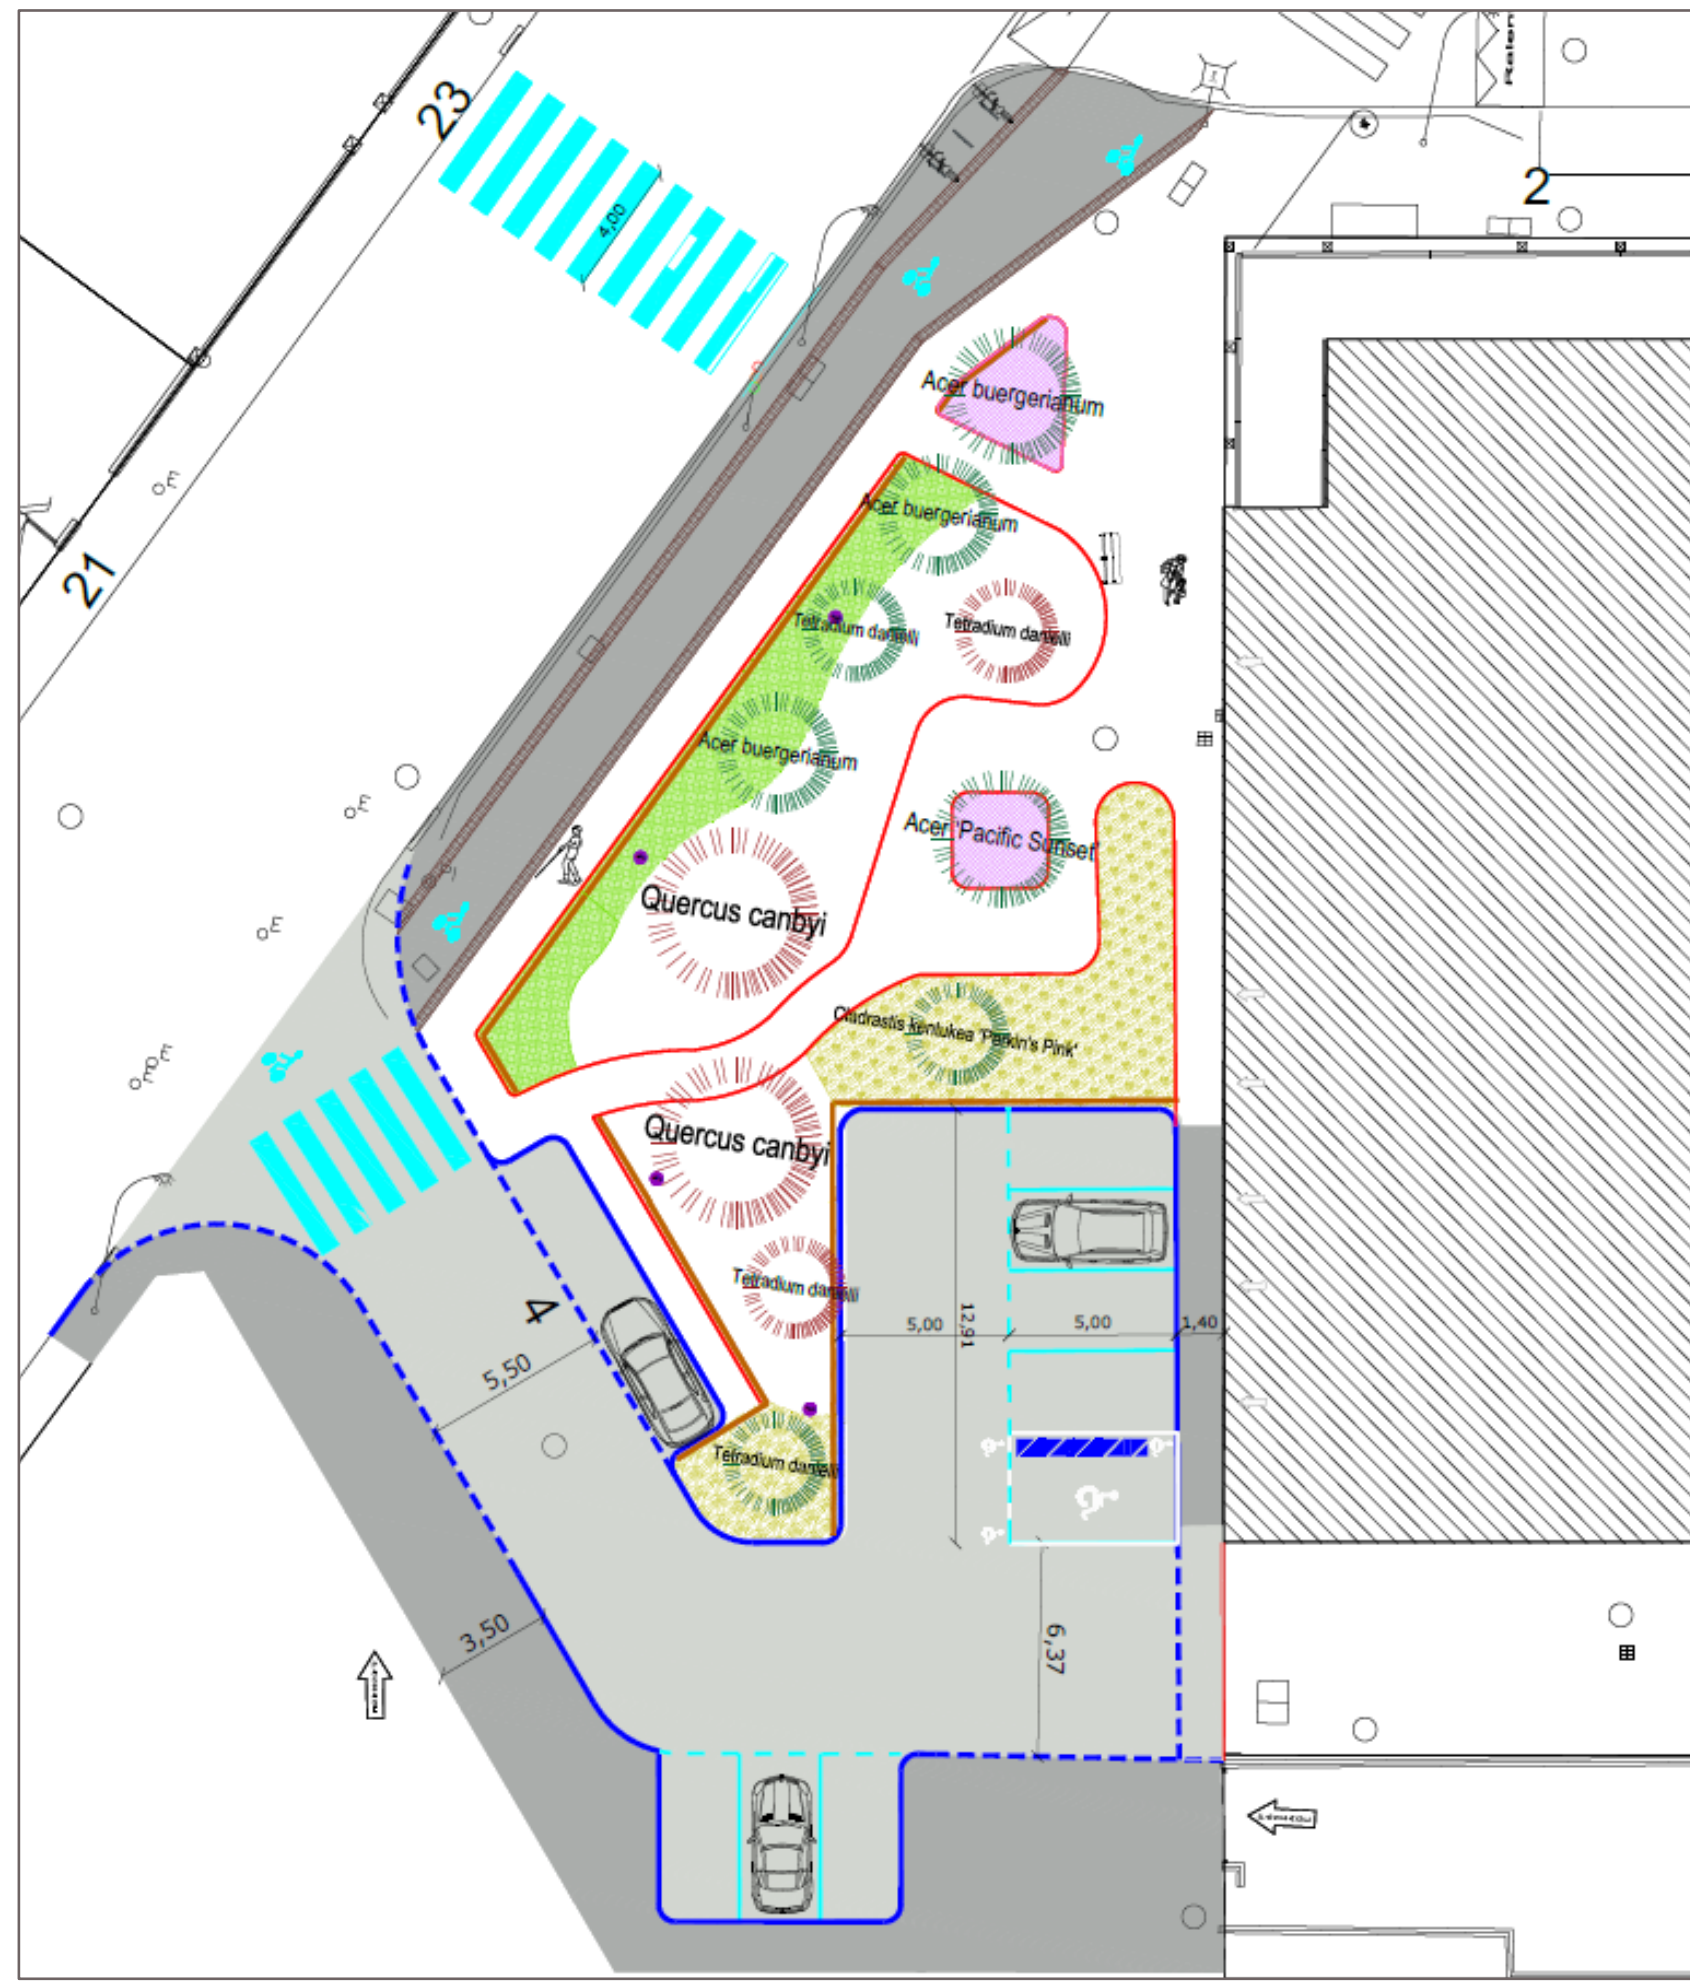 Ralen
23
2
4,00
Acer buergerianum
E
Acer buergerianum
21
Tetradium daniellii
Tetradium daniellii
Acer buergerianum
E
Acer 'Pacific Sunset'
Quercus canbyi
E
Cladrastis kentukea 'Perkin's Pink'
E
E
Quercus canbyi
Tetradium daniellii
4
12,91
5,00
5,00
1,40
5,50
Tetradium daniellii
3,50
6,37